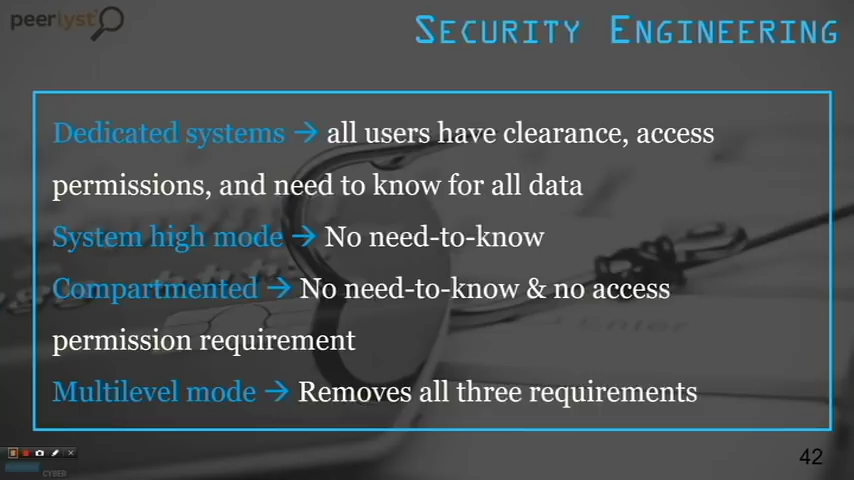 peerlyst
SECURITY ENGINEERING
Dedicated systems → all users have clearance, access
permissions, and need to know for all data
System high mode → No need-to-know
Compartmented → No need-to-know & no access
permission requirement
Multilevel mode → Removes all three requirements
Enter
CYBER
42